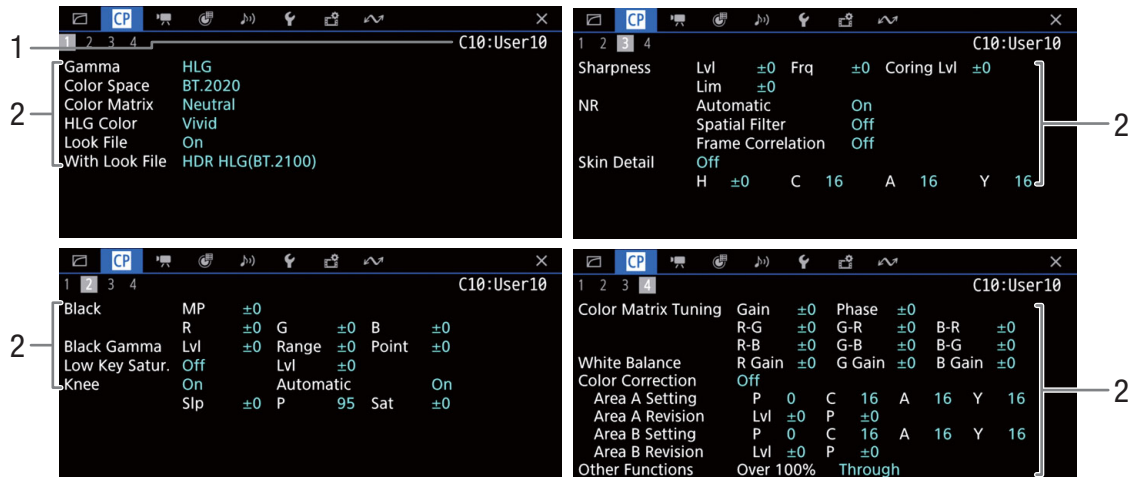 CP
1 2 3 4
C10:User10
1
2
Gamma HLG
Color Space BT.2020
Color Matrix Neutral
HLG Color Vivid
Look File On
With Look File HDR HLG(BT.2100)
CP
1 2 3 4
C10:User10
2
Sharpness Lvl ±0 Frq ±0 Coring Lvl ±0
Lim ±0
NR Automatic On
Spatial Filter Off
Frame Correlation Off
Skin Detail Off
H ±0 C 16 A 16 Y 16
CP
1 2 3 4
C10:User10
2
Black MP ±0
R ±0 G ±0 B ±0
Black Gamma Lvl ±0 Range ±0 Point ±0
Low Key Satur. Off Lvl ±0
Knee On Automatic On
Slp ±0 P 95 Sat ±0
CP
1 2 3 4
C10:User10
2
Color Matrix Tuning Gain ±0 Phase ±0
R-G ±0 G-R ±0 B-R ±0
R-B ±0 G-B ±0 B-G ±0
White Balance R Gain ±0 G Gain ±0 B Gain ±0
Color Correction Off
Area A Setting P 0 C 16 A 16 Y 16
Area A Revision Lvl ±0 P ±0
Area B Setting P 0 C 16 A 16 Y 16
Area B Revision Lvl ±0 P ±0
Other Functions Over 100% Through